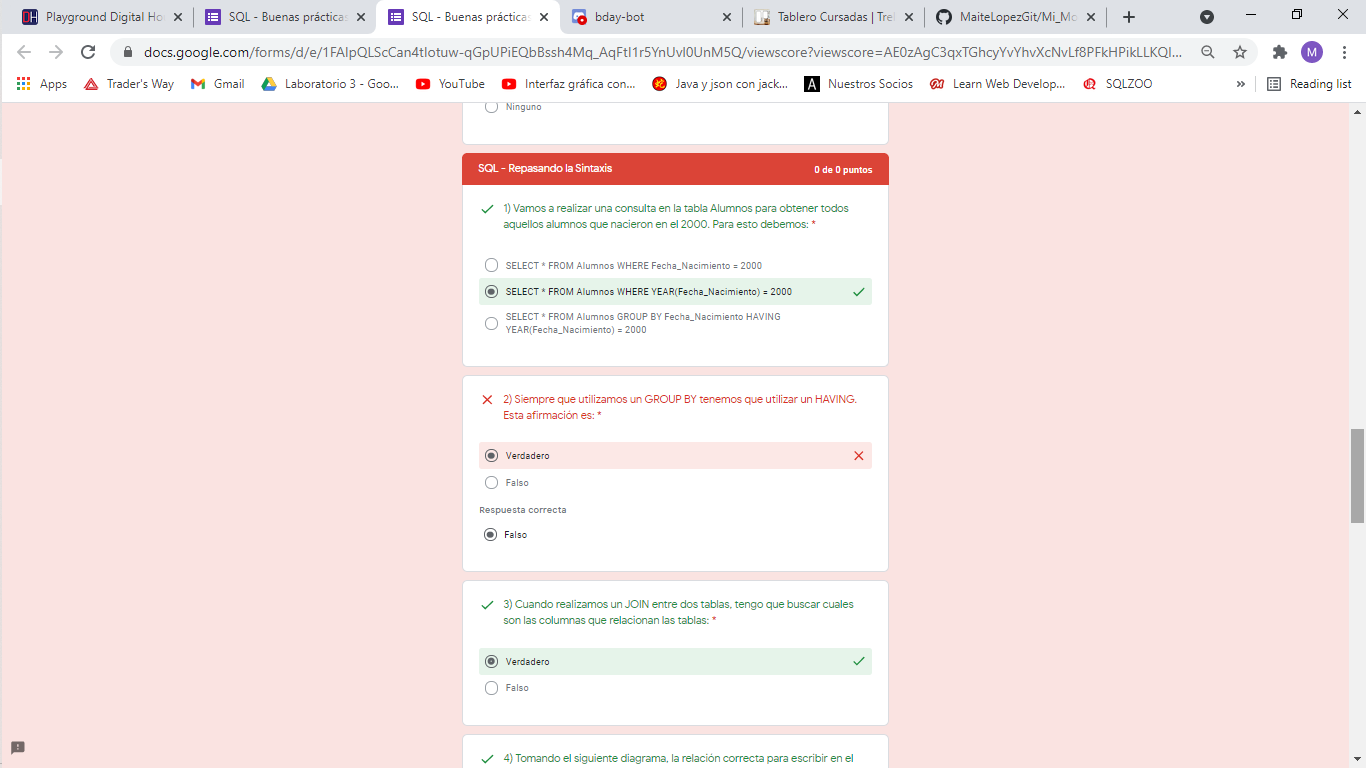 Playground Digital Ho
SQL - Buenas prácticas
SQL - Buenas prácticas
bday-bot
Tablero Cursadas | Trel
MaiteLopezGit/Mi_Mo
docs.google.com/forms/d/e/1FAIpQLScCan4tIotuw-qGpUPiEQbBssh4Mq_AqFtI1r5YnUvI0UnM5Q/viewscore?viewscore=AE0zAgC3qxTGhcyYvYhvXcNvLf8PFkHPikLLKQI...
M
Apps
Trader's Way
Gmail
Laboratorio 3 - Goo...
YouTube
Interfaz gráfica con...
Java y json con jack...
Nuestros Socios
Learn Web Develop...
SQLZOO
»
Reading list
Ninguno
SQL - Repasando la Sintaxis
0 de 0 puntos
1) Vamos a realizar una consulta en la tabla Alumnos para obtener todos
aquellos alumnos que nacieron en el 2000. Para esto debemos: *
SELECT * FROM Alumnos WHERE Fecha_Nacimiento = 2000
SELECT * FROM Alumnos WHERE YEAR(Fecha_Nacimiento) = 2000
SELECT * FROM Alumnos GROUP BY Fecha_Nacimiento HAVING
YEAR(Fecha_Nacimiento) = 2000
2) Siempre que utilizamos un GROUP BY tenemos que utilizar un HAVING.
Esta afirmación es: *
Verdadero
Falso
Respuesta correcta
Falso
3) Cuando realizamos un JOIN entre dos tablas, tengo que buscar cuales
son las columnas que relacionan las tablas: *
Verdadero
Falso
4) Tomando el siguiente diagrama, la relación correcta para escribir en el